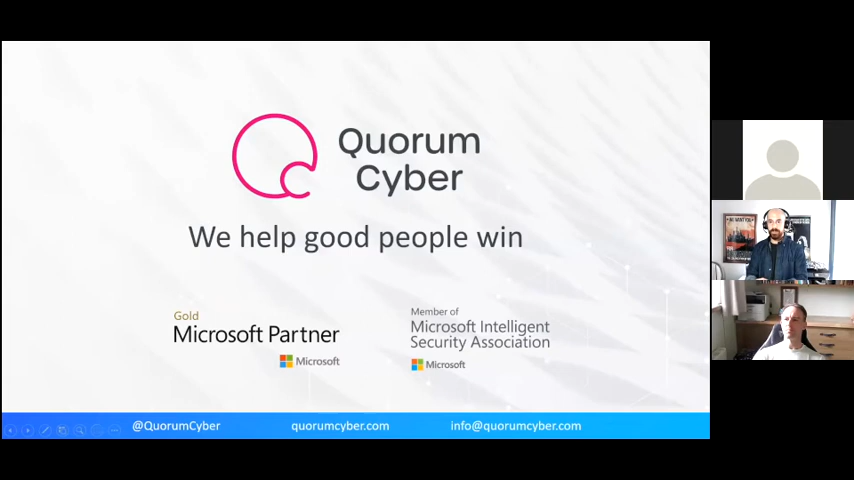 Quorum
Cyber
We help good people win
Gold
Microsoft Partner
Microsoft
Member of
Microsoft Intelligent
Security Association
Microsoft
@QuorumCyber
quorumcyber.com
info@quorumcyber.com